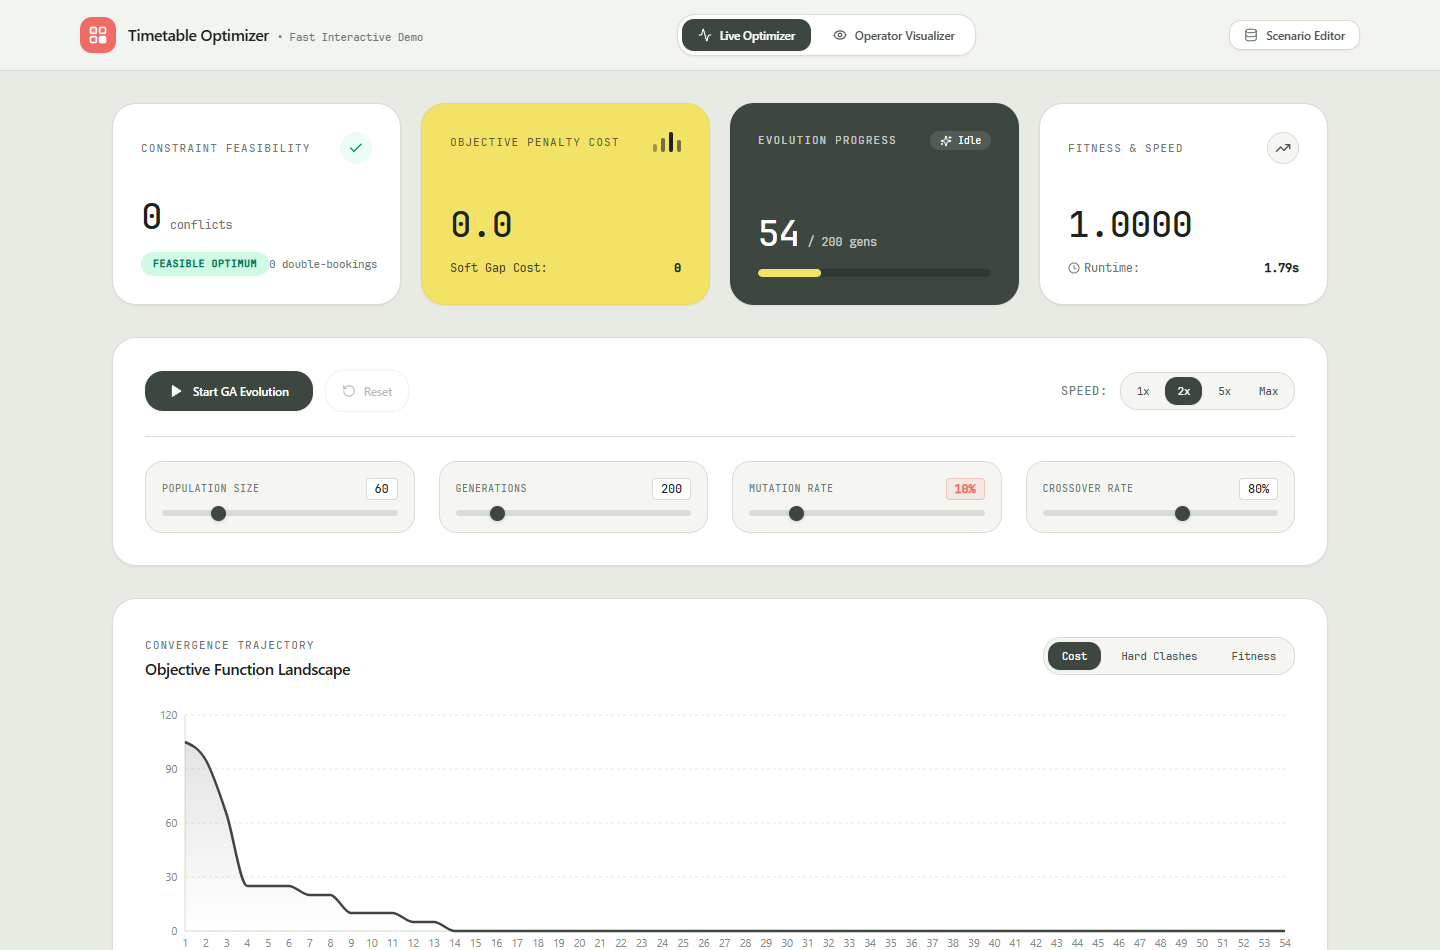 Timetable Optimizer • Fast Interactive Demo
Live Optimizer
Operator Visualizer
Scenario Editor
CONSTRAINT FEASIBILITY
0 conflicts
FEASIBLE OPTIMUM 0 double-bookings
OBJECTIVE PENALTY COST
0.0
Soft Gap Cost: 0
EVOLUTION PROGRESS
Idle
54 / 200 gens
FITNESS & SPEED
1.0000
Runtime: 1.79s
Start GA Evolution
Reset
SPEED: 1x 2x 5x Max
POPULATION SIZE 60
GENERATIONS 200
MUTATION RATE 10%
CROSSOVER RATE 80%
CONVERGENCE TRAJECTORY
Objective Function Landscape
Cost Hard Clashes Fitness
120
90
60
30
0
1 2 3 4 5 6 7 8 9 10 11 12 13 14 15 16 17 18 19 20 21 22 23 24 25 26 27 28 29 30 31 32 33 34 35 36 37 38 39 40 41 42 43 44 45 46 47 48 49 50 51 52 53 54